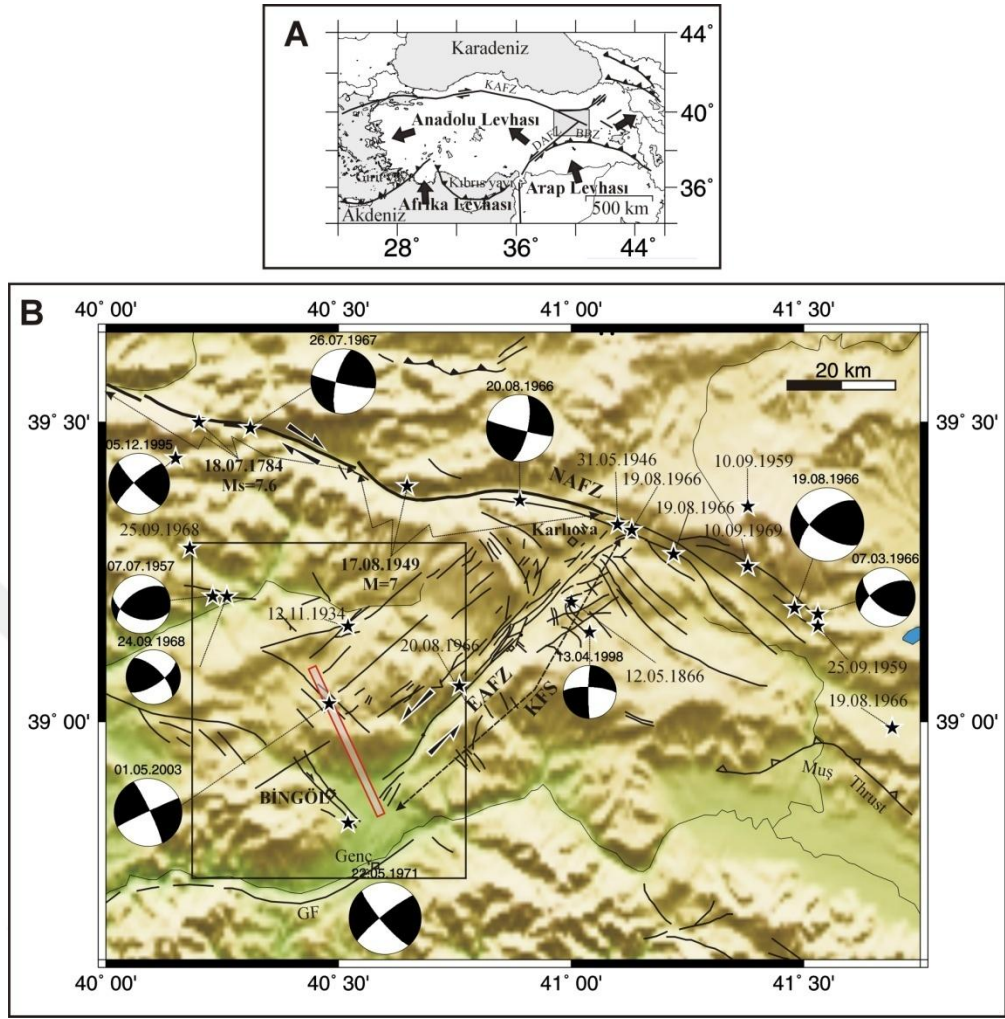 A
44°
Karadeniz
KAFZ
40°
Anadolu Levhası
DAFZ
BBZ
Girit yayı
Kıbrıs yayı
Arap Levhası
36°
Afrika Levhası
500 km
Akdeniz
28°
36°
44°
B
40° 00'
40° 30'
41° 00'
41° 30'
26.07.1967
20 km
20.08.1966
39° 30'
39° 30'
05.12.1995
18.07.1784
Ms=7.6
31.05.1946
10.09.1959
NAFZ
19.08.1966
19.08.1966
19.08.1966
25.09.1968
Karlıova
10.09.1969
17.08.1949
M=7
07.07.1957
07.03.1966
12.11.1934
24.09.1968
20.08.1966
13.04.1998
12.05.1866
25.09.1959
EAFZ
KFS
19.08.1966
39° 00'
39° 00'
01.05.2003
Muş
Thrust
BİNGÖL
Genç
22.05.1971
GF
40° 00'
40° 30'
41° 00'
41° 30'